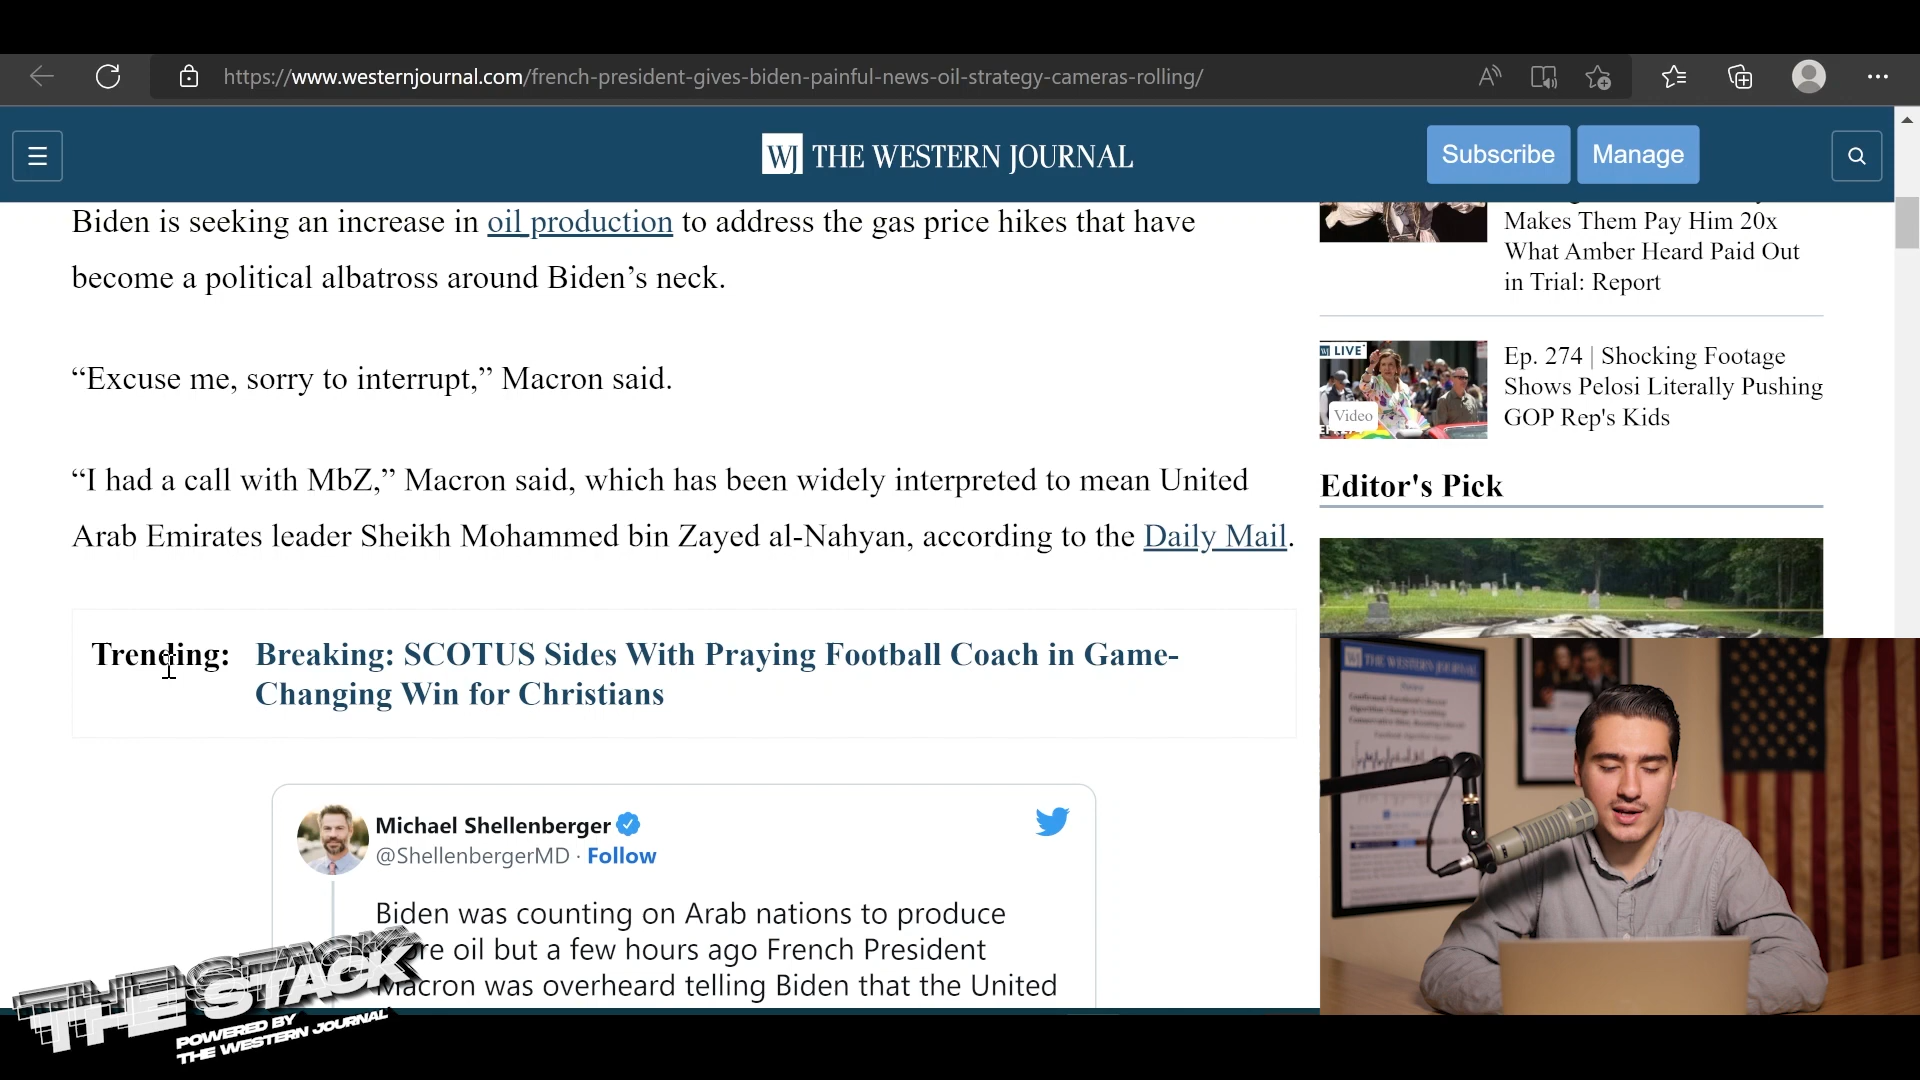 https://www.westernjournal.com/french-president-gives-biden-painful-news-oil-strategy-cameras-rolling/
WJ THE WESTERN JOURNAL
Subscribe
Manage
Biden is seeking an increase in oil production to address the gas price hikes that have
become a political albatross around Biden’s neck.
“Excuse me, sorry to interrupt,” Macron said.
“I had a call with MbZ,” Macron said, which has been widely interpreted to mean United
Arab Emirates leader Sheikh Mohammed bin Zayed al-Nahyan, according to the Daily Mail.
Trending: Breaking: SCOTUS Sides With Praying Football Coach in Game-
Changing Win for Christians
Michael Shellenberger
@ShellenbergerMD · Follow
Biden was counting on Arab nations to produce
oil but a few hours ago French President
Macron was overheard telling Biden that the United
Makes Them Pay Him 20x
What Amber Heard Paid Out
in Trial: Report
WJ LIVE
Video
Ep. 274 | Shocking Footage
Shows Pelosi Literally Pushing
GOP Rep's Kids
Editor's Pick
WJ THE WESTERN JOURNAL
THE STACK
POWERED BY
THE WESTERN JOURNAL